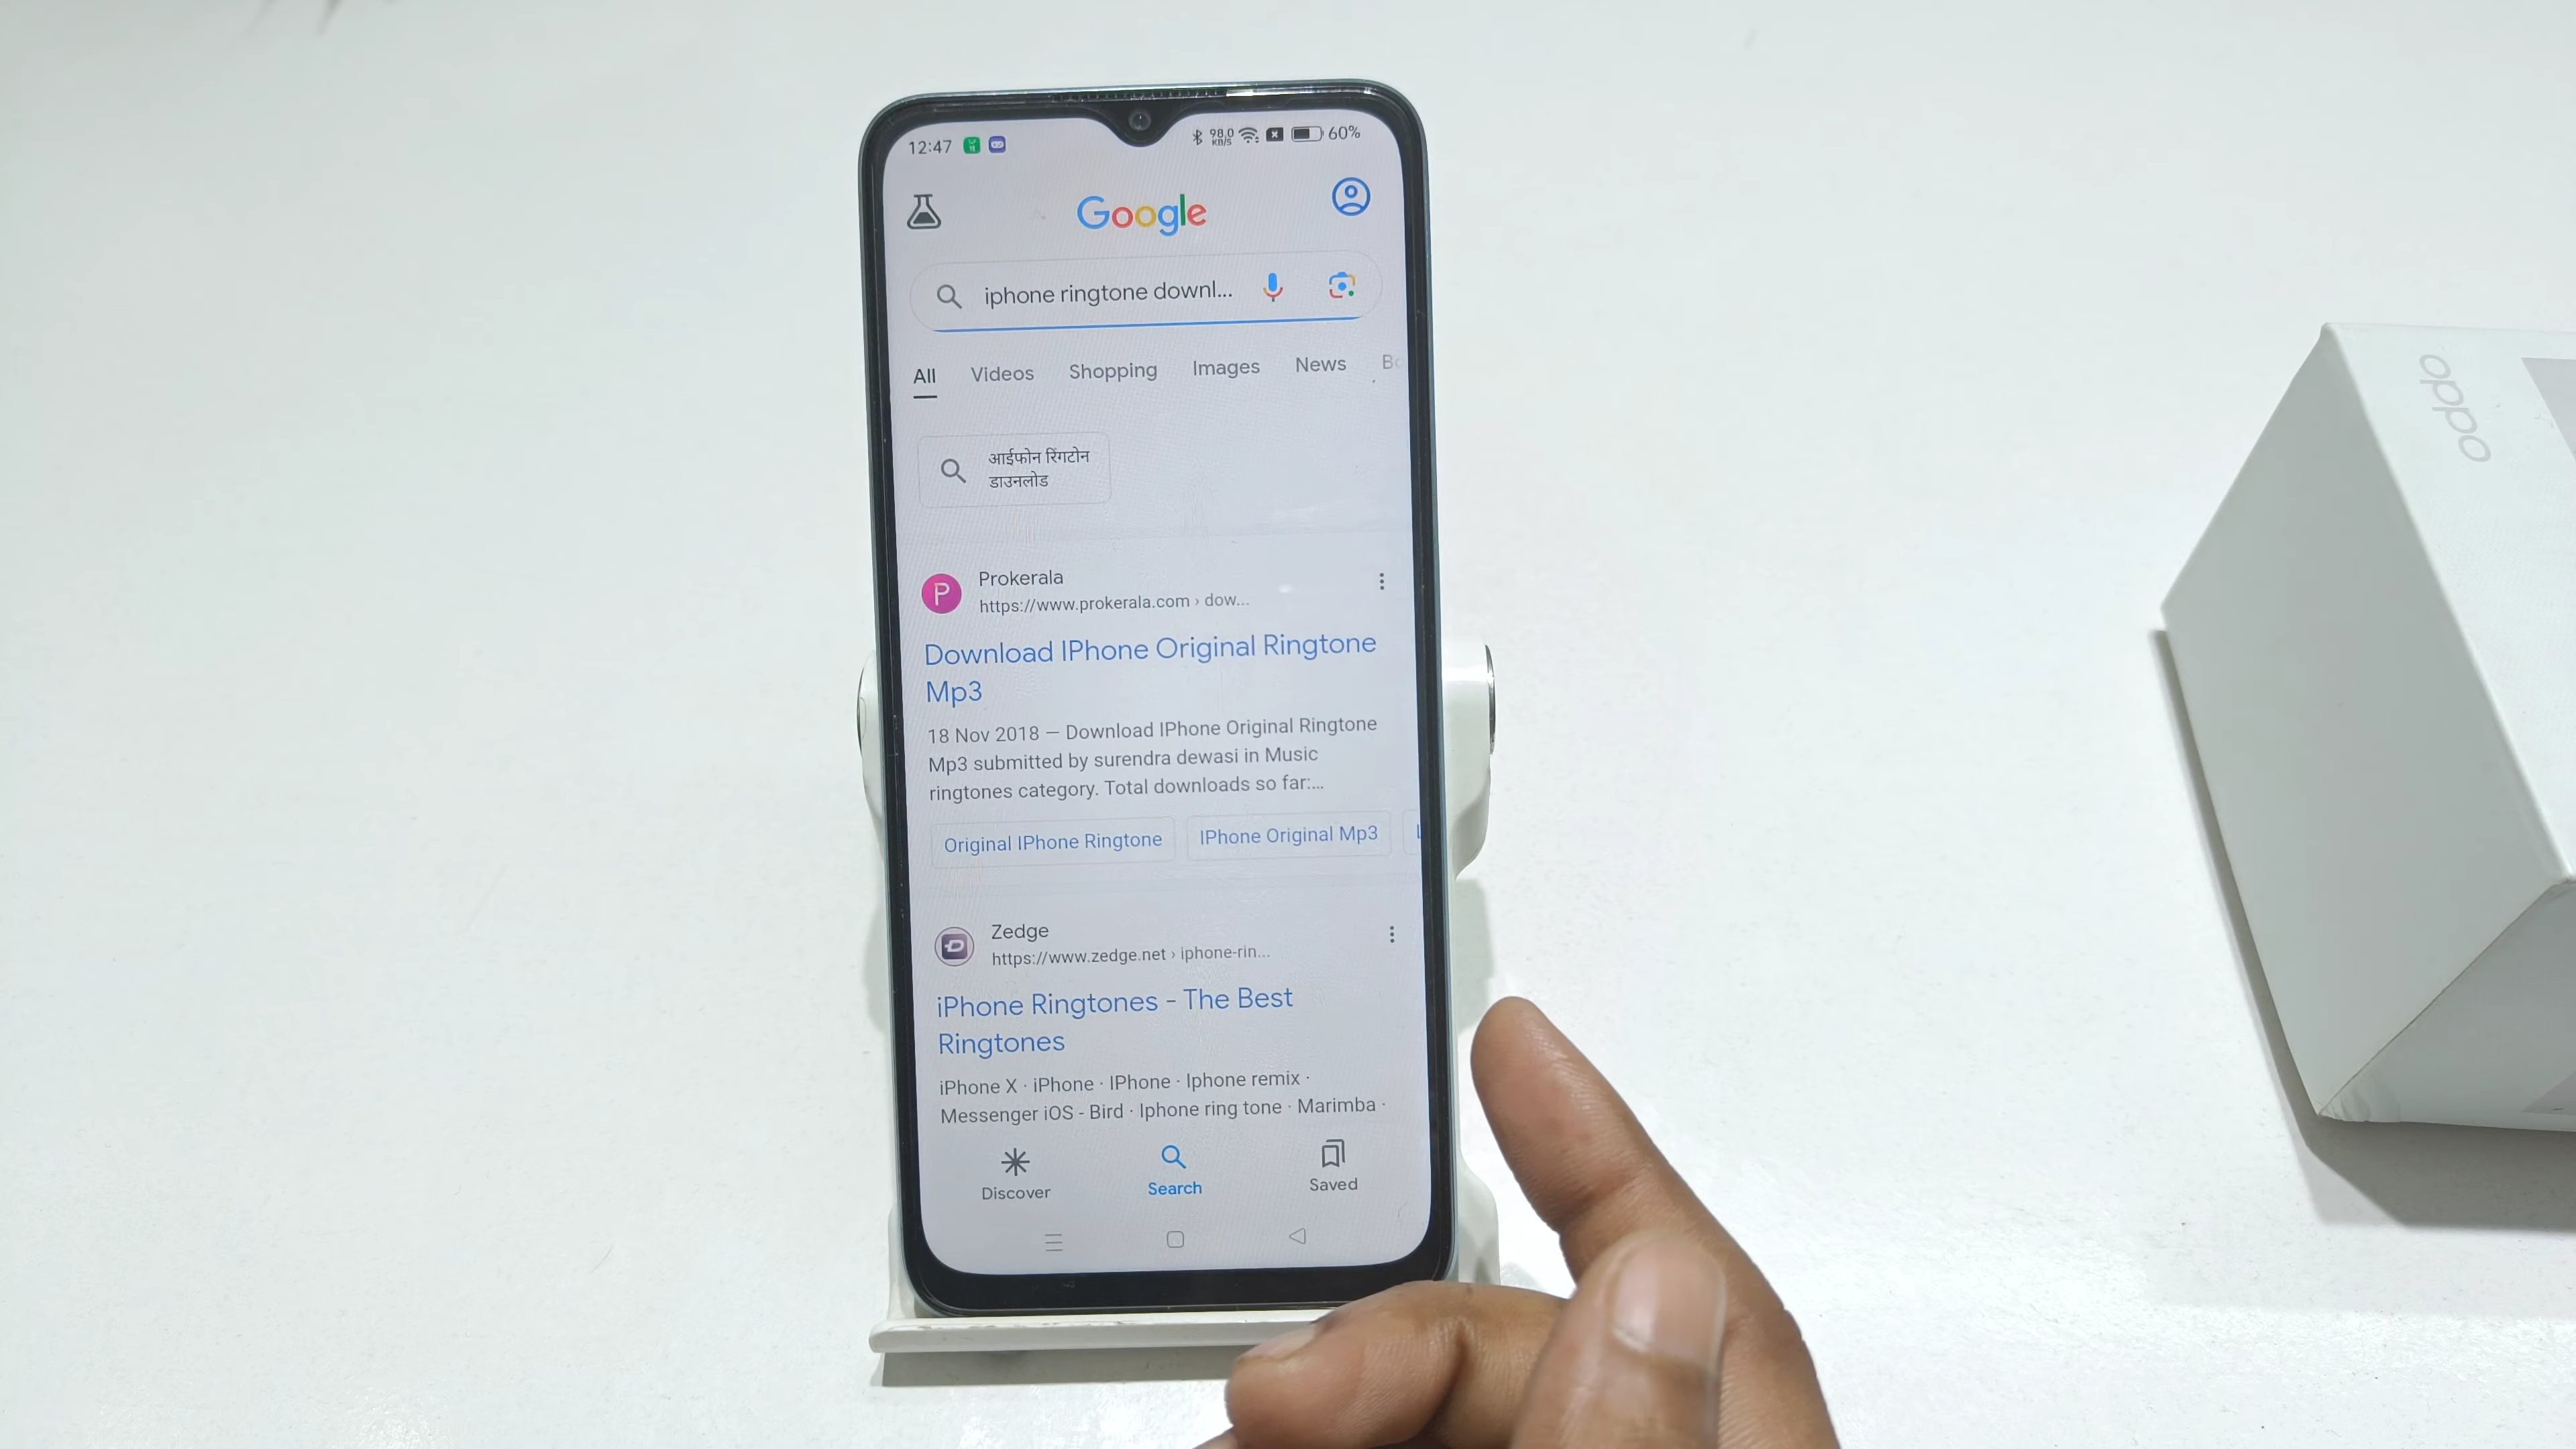 12:47
98.0
KB/S
60%
Google
iphone ringtone downl...
All Videos Shopping Images News Bo
आईफोन रिंगटोन
डाउनलोड
P
Prokerala
https://www.prokerala.com › dow...
Download IPhone Original Ringtone
Mp3
18 Nov 2018 — Download IPhone Original Ringtone
Mp3 submitted by surendra dewasi in Music
ringtones category. Total downloads so far:...
Original IPhone Ringtone IPhone Original Mp3
Zedge
https://www.zedge.net › iphone-rin...
iPhone Ringtones - The Best
Ringtones
iPhone X · iPhone · IPhone · Iphone remix ·
Messenger iOS - Bird · Iphone ring tone · Marimba ·
Discover Search Saved
oppo